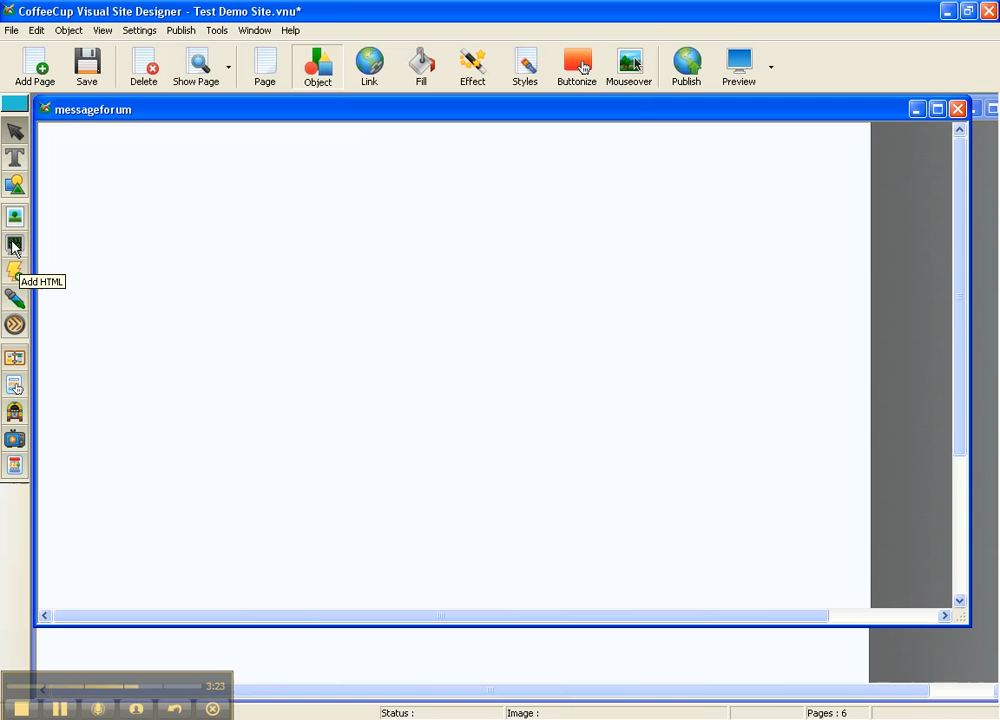 CoffeeCup Visual Site Designer - Test Demo Site.vnu*
File Edit Object View Settings Publish Tools Window Help
Add Page Save Delete Show Page Page Object Link Fill Effect Styles Buttonize Mouseover Publish Preview
messageforum
Add HTML
3:23
Status : Image : Pages : 6